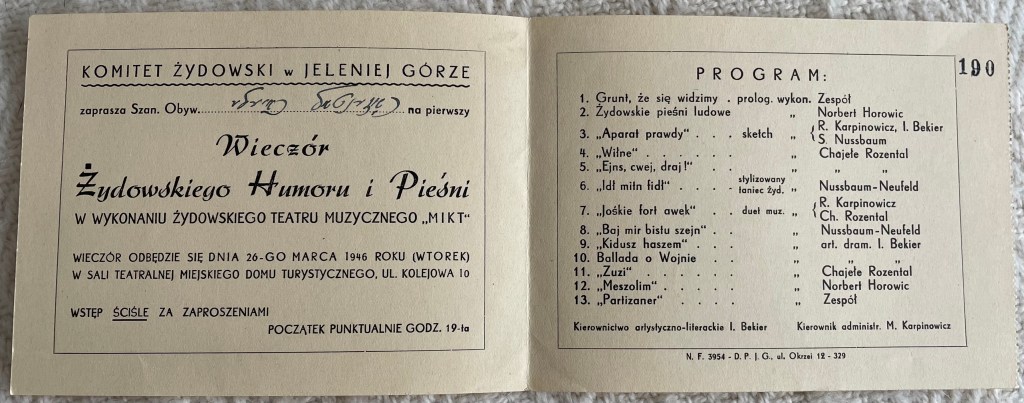 KOMITET ŻYDOWSKI w JELENIEJ GÓRZE
zaprasza Szan. Obyw. na pierwszy
Wieczór
Żydowskiego Humoru i Pieśni
W WYKONANIU ŻYDOWSKIEGO TEATRU MUZYCZNEGO „MIKT"
WIECZÓR ODBĘDZIE SIĘ DNIA 26-GO MARCA 1946 ROKU (WTOREK)
W SALI TEATRALNEJ MIEJSKIEGO DOMU TURYSTYCZNEGO, UL. KOLEJOWA 10
WSTĘP ŚCIŚLE ZA ZAPROSZENIAMI
POCZĄTEK PUNKTUALNIE GODZ. 19-ta
190
PROGRAM:
1. Grunt, że się widzimy . prolog. wykon. Zespół
2. Żydowskie pieśni ludowe „ Norbert Horowic
3. „Aparat prawdy" . . . sketch „ { R. Karpinowicz, I. Bekier
S. Nussbaum
4. „Wilne" . . . . . . „ Chajele Rozental
5. „Ejns, cwej, draj!" . . „ „ „
6. „Idl mitn fidl" . . . . stylizowany taniec żyd. „ Nussbaum-Neufeld
7. „Jośkie fort awek" . . duet muz. „ { R. Karpinowicz
Ch. Rozental
8. „Baj mir bistu szejn" . . „ Nussbaum-Neufeld
9. „Kidusz haszem" . . . „ art. dram. I. Bekier
10. Ballada o Wojnie . . . „ „ „
11. „Zuzi" . . . . . . „ Chajele Rozental
12. „Meszolim" . . . . . „ Norbert Horowic
13. „Partizaner" . . . . „ Zespół
Kierownictwo artystyczno-literackie I. Bekier Kierownik administr. M. Karpinowicz
N. F. 3954 - D. P. J. G., ul. Okrzei 12 - 329